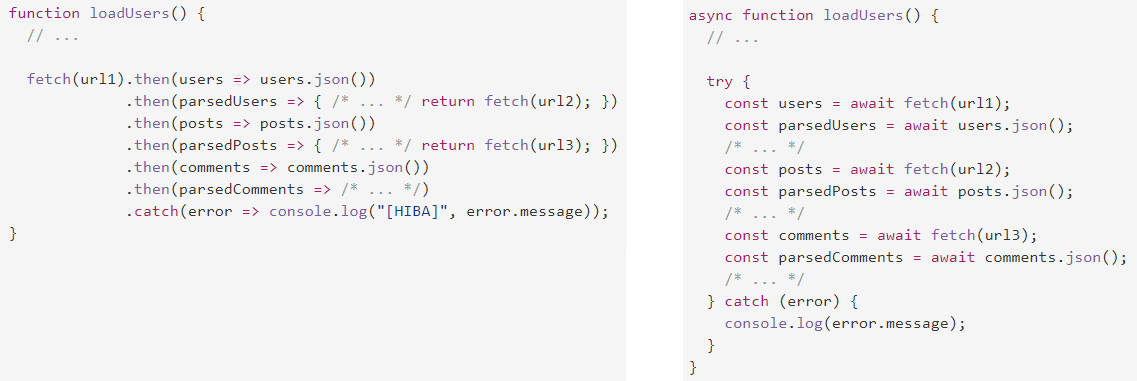 function loadUsers() {
  // ...

  fetch(url1).then(users => users.json())
             .then(parsedUsers => { /* ... */ return fetch(url2); })
             .then(posts => posts.json())
             .then(parsedPosts => { /* ... */ return fetch(url3); })
             .then(comments => comments.json())
             .then(parsedComments => /* ... */)
             .catch(error => console.log("[HIBA]", error.message));
}
async function loadUsers() {
  // ...

  try {
    const users = await fetch(url1);
    const parsedUsers = await users.json();
    /* ... */
    const posts = await fetch(url2);
    const parsedPosts = await posts.json();
    /* ... */
    const comments = await fetch(url3);
    const parsedComments = await comments.json();
    /* ... */
  } catch (error) {
    console.log(error.message);
  }
}